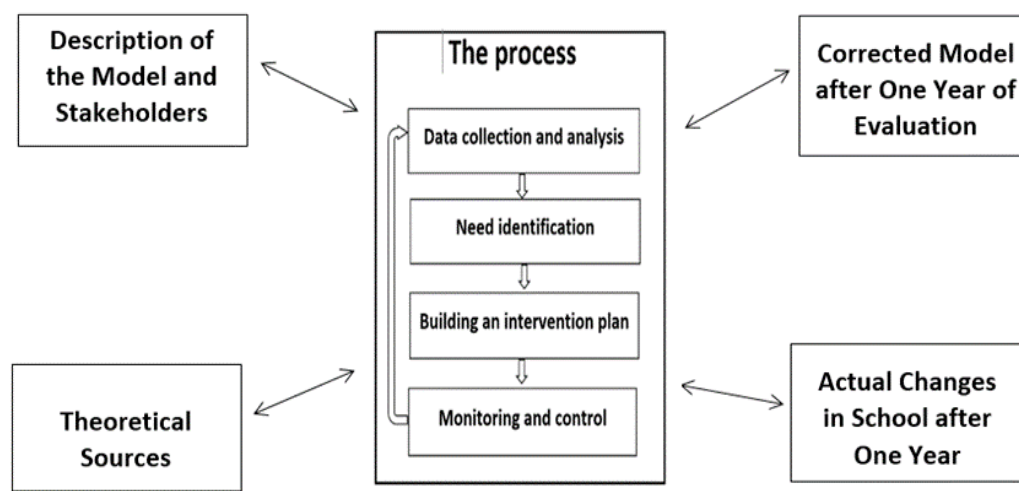 Description of
the Model and
Stakeholders
The process
Data collection and analysis
Need identification
Building an intervention plan
Monitoring and control
Corrected Model
after One Year of
Evaluation
Theoretical
Sources
Actual Changes
in School after
One Year